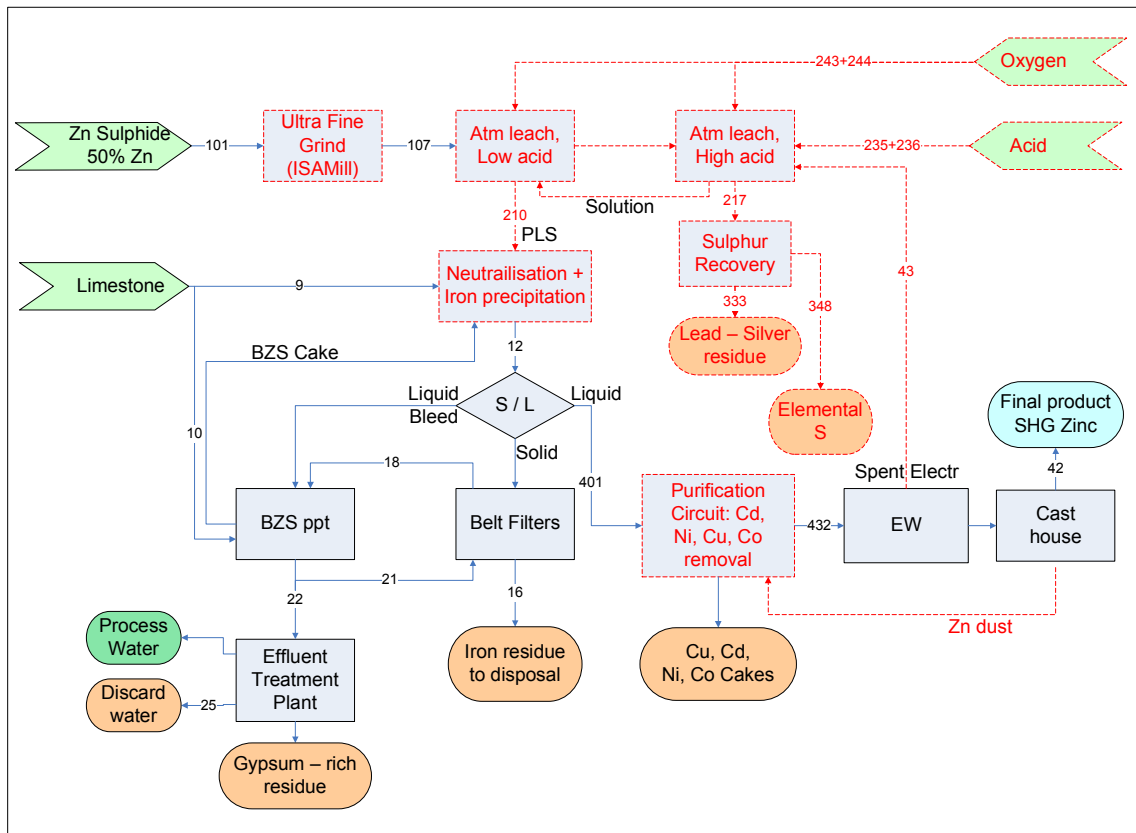 243+244
Oxygen
Zn Sulphide
50% Zn
101
Ultra Fine
Grind
(ISAMill)
107
Atm leach,
Low acid
Atm leach,
High acid
235+236
Acid
Solution
210
PLS
217
Sulphur
Recovery
43
Limestone
9
Neutrailisation +
Iron precipitation
333
348
Lead – Silver
residue
12
BZS Cake
Liquid
Bleed
S / L
Liquid
Solid
Elemental
S
Final product
SHG Zinc
10
18
401
42
Spent Electr
BZS ppt
Belt Filters
Purification
Circuit: Cd,
Ni, Cu, Co
removal
432
EW
Cast
house
21
22
16
Zn dust
Process
Water
Effluent
Treatment
Plant
Iron residue
to disposal
Cu, Cd,
Ni, Co Cakes
Discard
water
25
Gypsum – rich
residue